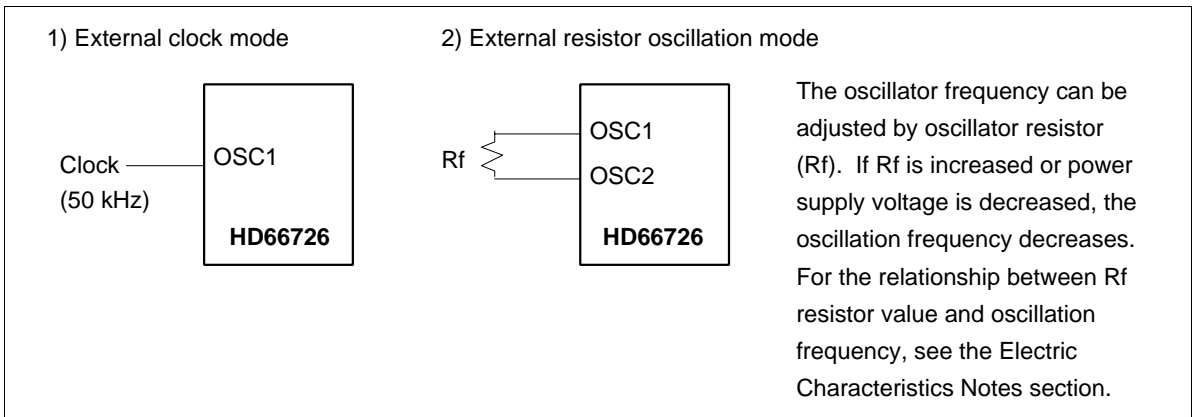 1) External clock mode
Clock
(50 kHz)
OSC1
HD66726
2) External resistor oscillation mode
Rf
OSC1
OSC2
HD66726
The oscillator frequency can be
adjusted by oscillator resistor
(Rf).  If Rf is increased or power
supply voltage is decreased, the
oscillation frequency decreases.
For the relationship between Rf
resistor value and oscillation
frequency, see the Electric
Characteristics Notes section.